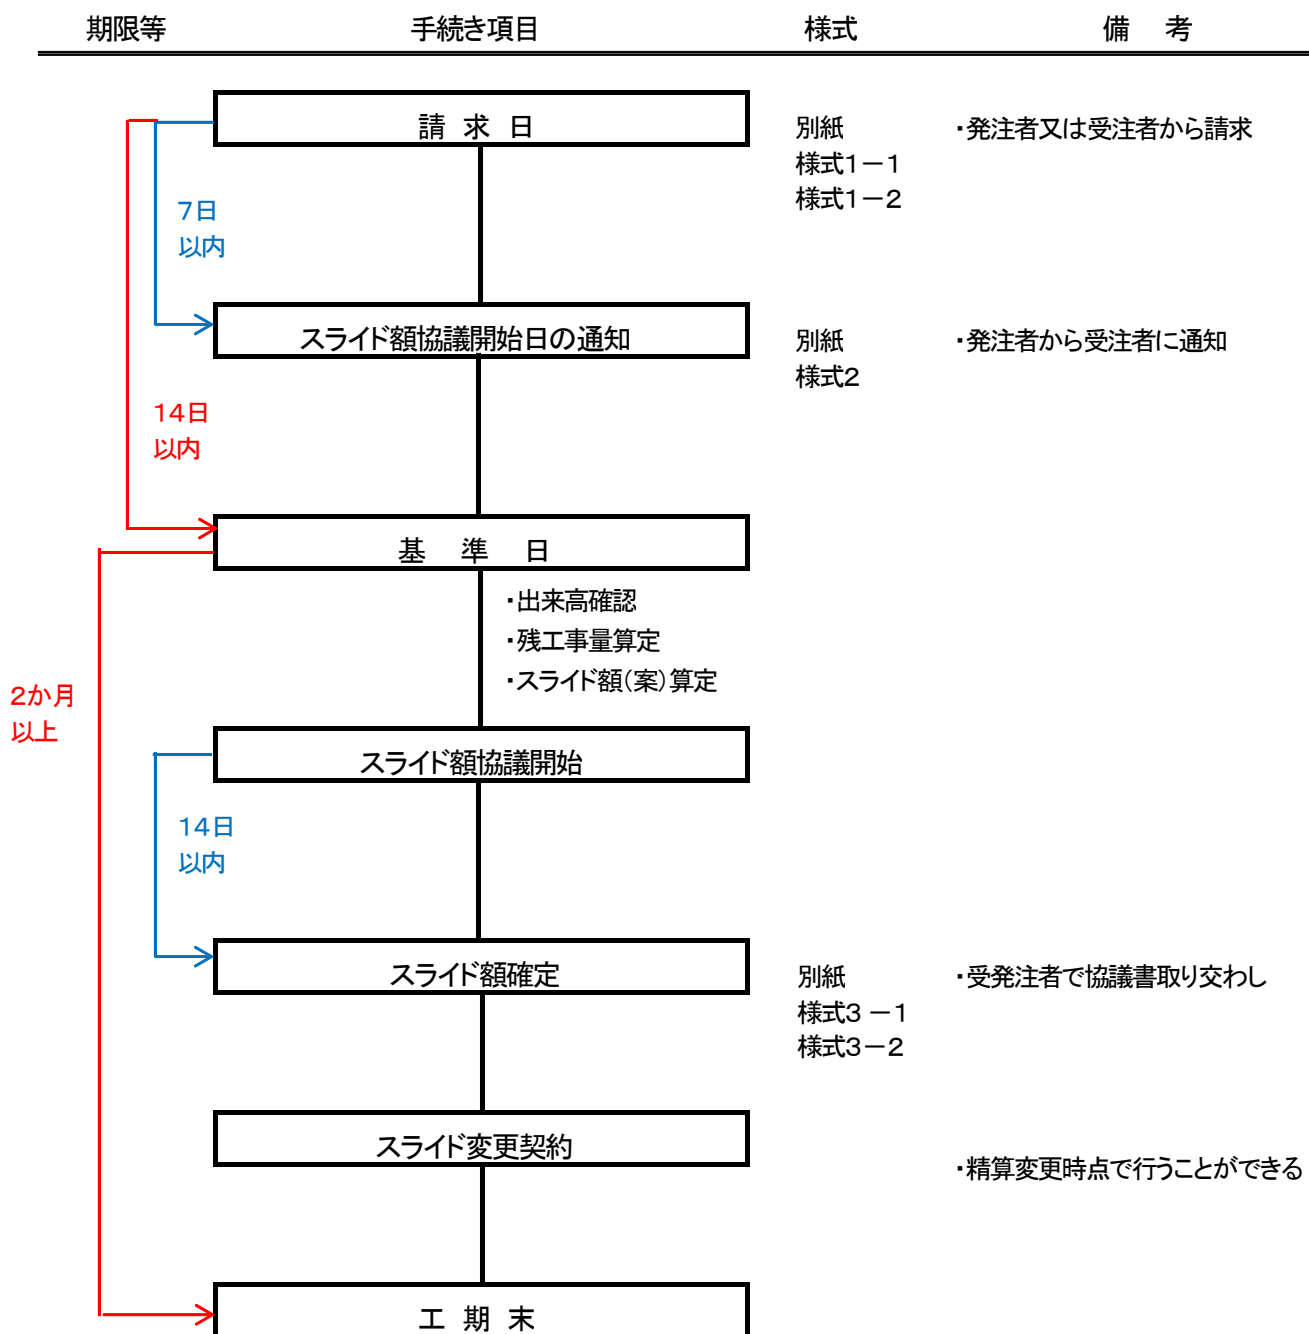 期限等 手続き項目 様式 備 考
請 求 日
別紙
様式1－1
様式1－2
・発注者又は受注者から請求
7日
以内
スライド額協議開始日の通知
別紙
様式2
・発注者から受注者に通知
14日
以内
基 準 日
・出来高確認
・残工事量算定
・スライド額（案）算定
2か月
以上
スライド額協議開始
14日
以内
スライド額確定
別紙
様式3 －1
様式3－2
・受発注者で協議書取り交わし
スライド変更契約
・精算変更時点で行うことができる
工 期 末